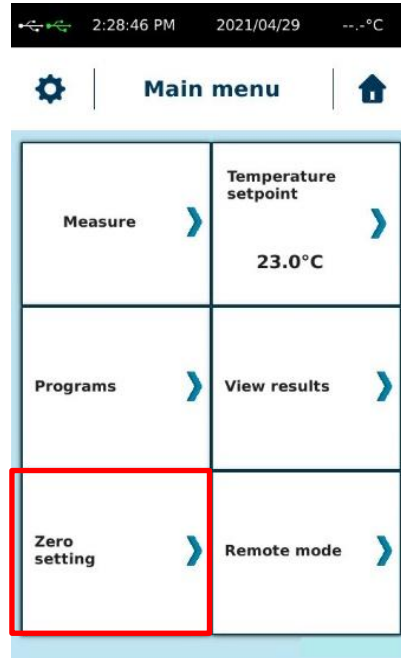 2:28:46 PM 2021/04/29 --.-°C
Main menu
Measure
Temperature
setpoint
23.0°C
Programs
View results
Zero
setting
Remote mode